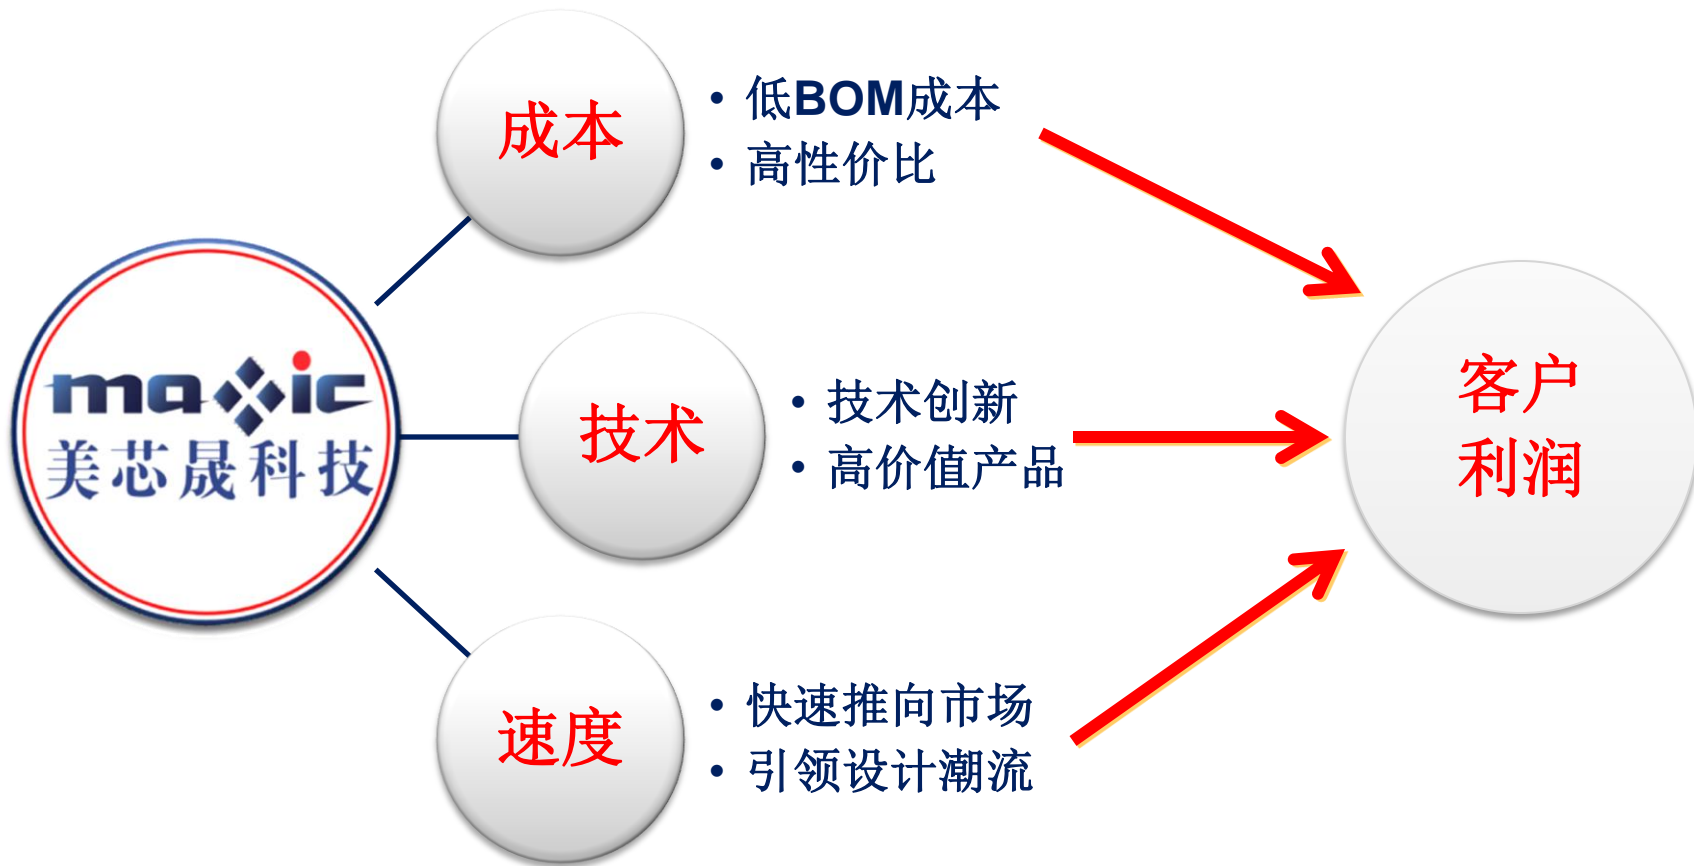 maxic
美芯晟科技
成本
• 低BOM成本
• 高性价比
技术
• 技术创新
• 高价值产品
速度
• 快速推向市场
• 引领设计潮流
客户
利润